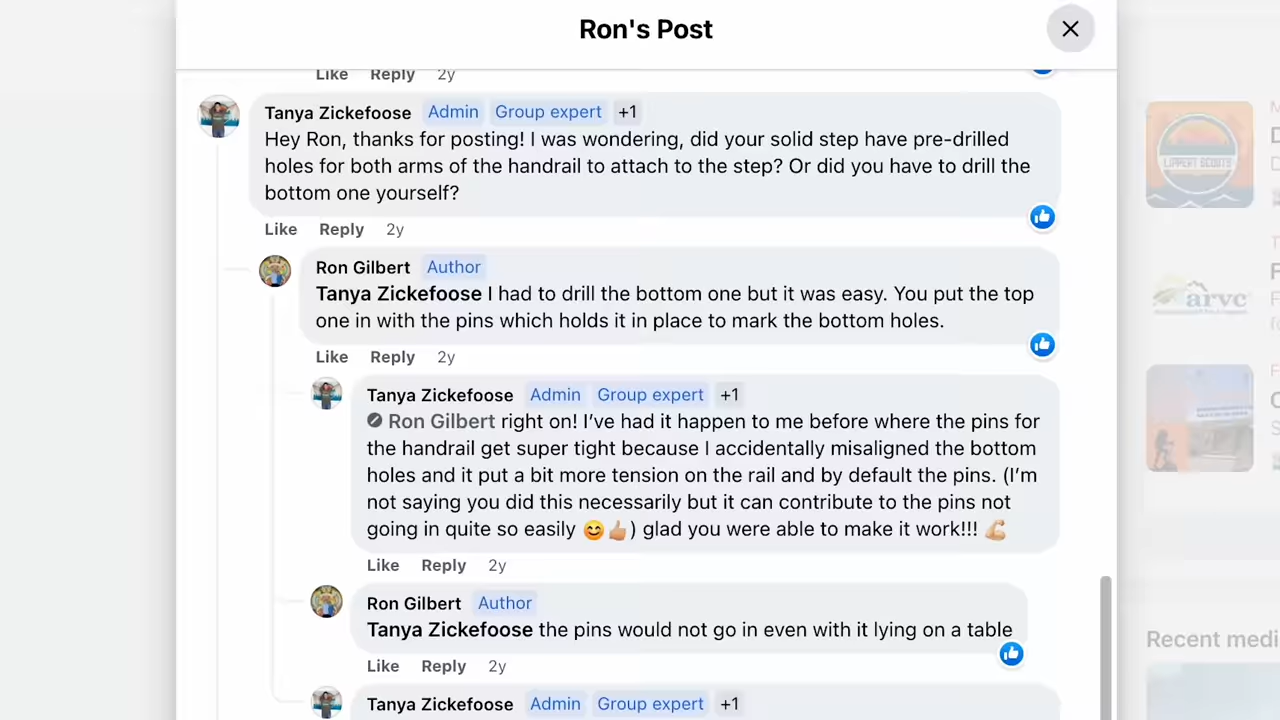 Ron's Post
Like Reply 2y
Tanya Zickefoose Admin Group expert +1
Hey Ron, thanks for posting! I was wondering, did your solid step have pre-drilled
holes for both arms of the handrail to attach to the step? Or did you have to drill the
bottom one yourself?
Like Reply 2y
Ron Gilbert Author
Tanya Zickefoose I had to drill the bottom one but it was easy. You put the top
one in with the pins which holds it in place to mark the bottom holes.
Like Reply 2y
Tanya Zickefoose Admin Group expert +1
Ron Gilbert right on! I’ve had it happen to me before where the pins for
the handrail get super tight because I accidentally misaligned the bottom
holes and it put a bit more tension on the rail and by default the pins. (I’m
not saying you did this necessarily but it can contribute to the pins not
going in quite so easily 😊👍🏼) glad you were able to make it work!!! 💪🏼
Like Reply 2y
Ron Gilbert Author
Tanya Zickefoose the pins would not go in even with it lying on a table
Like Reply 2y
Tanya Zickefoose Admin Group expert +1
LIPPERT SCOUTS
arvc
Recent medi